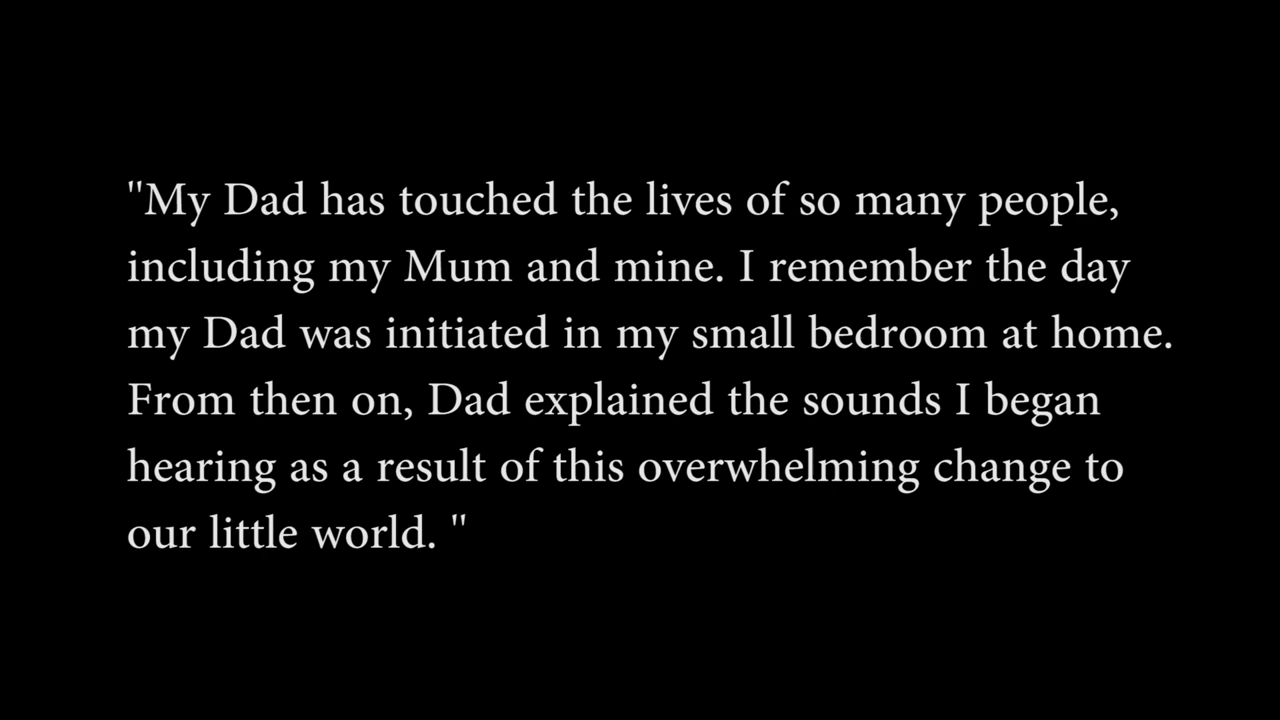 "My Dad has touched the lives of so many people,
including my Mum and mine. I remember the day
my Dad was initiated in my small bedroom at home.
From then on, Dad explained the sounds I began
hearing as a result of this overwhelming change to
our little world. "